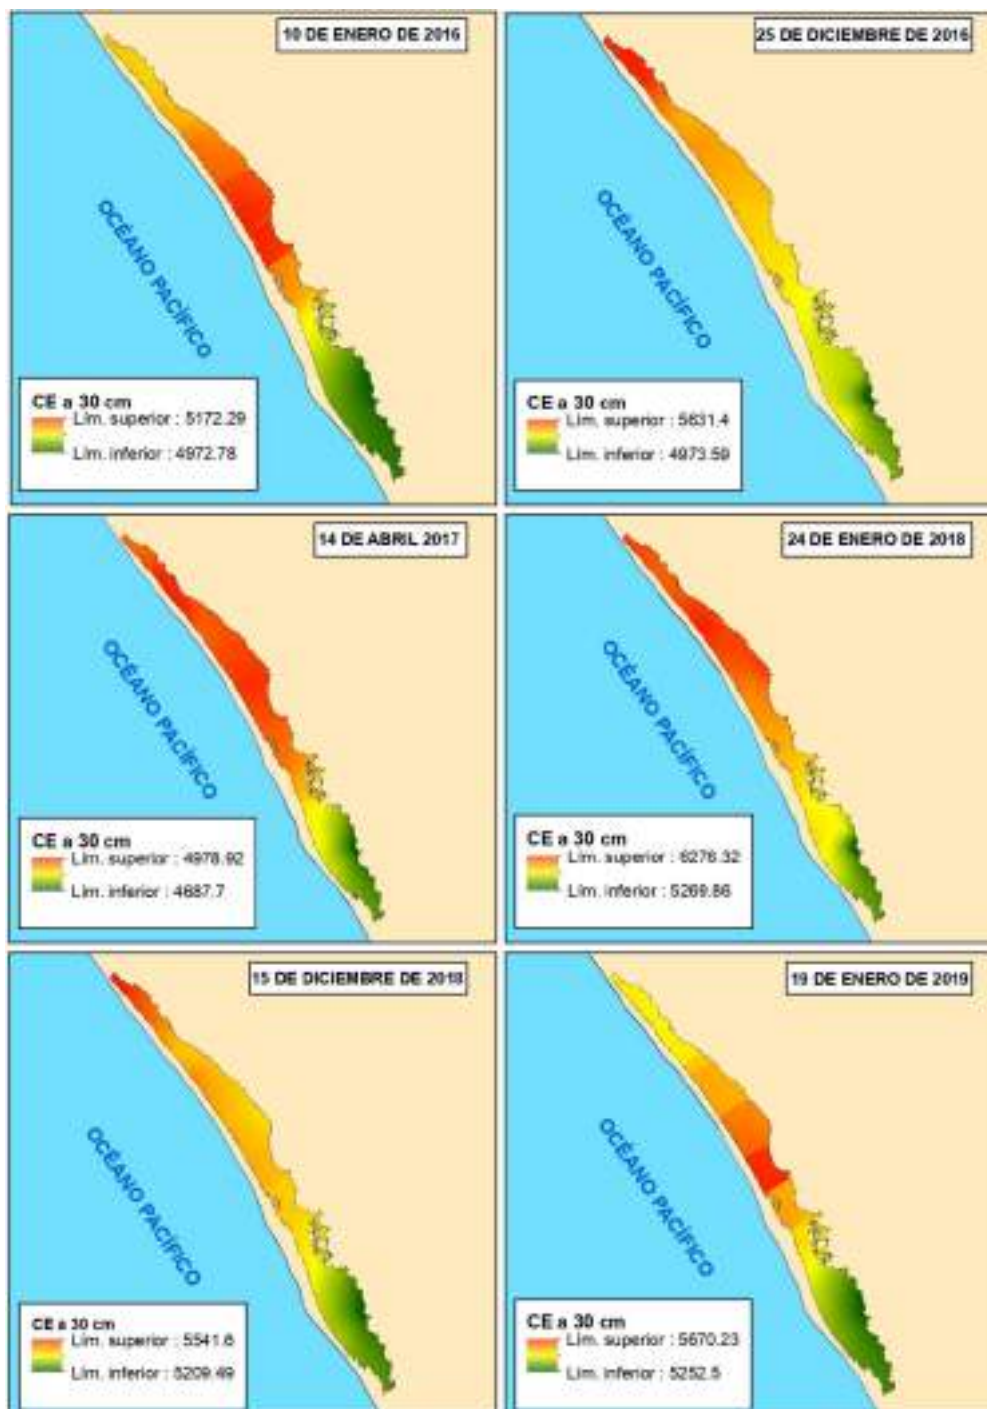 10 DE ENERO DE 2016
OCÉANO PACÍFICO
CE a 30 cm
Lím. superior : 5172.29
Lím. inferior : 4972.78
25 DE DICIEMBRE DE 2016
OCÉANO PACÍFICO
CE a 30 cm
Lím. superior : 5631.4
Lím. inferior : 4973.59
14 DE ABRIL 2017
OCÉANO PACÍFICO
CE a 30 cm
Lím. superior : 4978.92
Lím. inferior : 4687.7
24 DE ENERO DE 2018
OCÉANO PACÍFICO
CE a 30 cm
Lím. superior : 6276.32
Lím. inferior : 5269.86
15 DE DICIEMBRE DE 2018
OCÉANO PACÍFICO
CE a 30 cm
Lím. superior : 5541.6
Lím. inferior : 5209.49
19 DE ENERO DE 2019
OCÉANO PACÍFICO
CE a 30 cm
Lím. superior : 5670.23
Lím. inferior : 5252.5